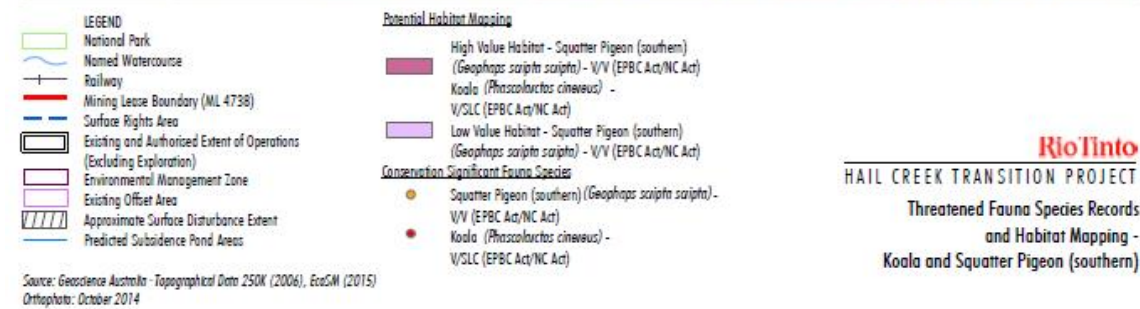 LEGEND
National Park
Named Watercourse
Railway
Mining Lease Boundary (ML 4738)
Surface Rights Area
Existing and Authorised Extent of Operations
(Excluding Exploration)
Environmental Management Zone
Existing Offset Area
Approximate Surface Disturbance Extent
Predicted Subsidence Pond Areas
Potential Habitat Mapping
High Value Habitat - Squatter Pigeon (southern)
(Geophaps scripta scripta) - V/V (EPBC Act/NC Act)
Koala (Phascolarctos cinereus) -
V/SLC (EPBC Act/NC Act)
Low Value Habitat - Squatter Pigeon (southern)
(Geophaps scripta scripta) - V/V (EPBC Act/NC Act)
Conservation Significant Fauna Species
Squatter Pigeon (southern) (Geophaps scripta scripta) -
V/V (EPBC Act/NC Act)
Koala (Phascolarctos cinereus) -
V/SLC (EPBC Act/NC Act)
Source: Geoscience Australia - Topographical Data 250K (2006), EcoSM (2015)
Orthophoto: October 2014
RioTinto
HAIL CREEK TRANSITION PROJECT
Threatened Fauna Species Records
and Habitat Mapping -
Koala and Squatter Pigeon (southern)